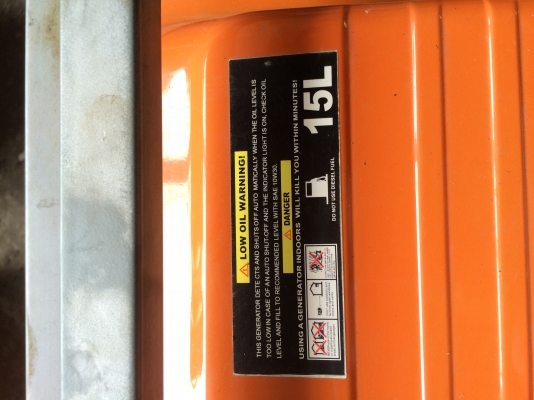 LOW OIL WARNING!
THIS GENERATOR DETECTS AND SHUTS OFF AUTO MATICALLY WHEN THE OIL LEVEL IS
TOO LOW IN CASE OF AN AUTO SHUT OFF AND THE INDICATOR LIGHT IS ON, CHECK OIL
LEVEL AND FILL TO RECOMMENDED LEVEL WITH SAE 10W30.
DANGER
USING A GENERATOR INDOORS WILL KILL YOU WITHIN MINUTES!
15L
DO NOT USE DIESEL FUEL